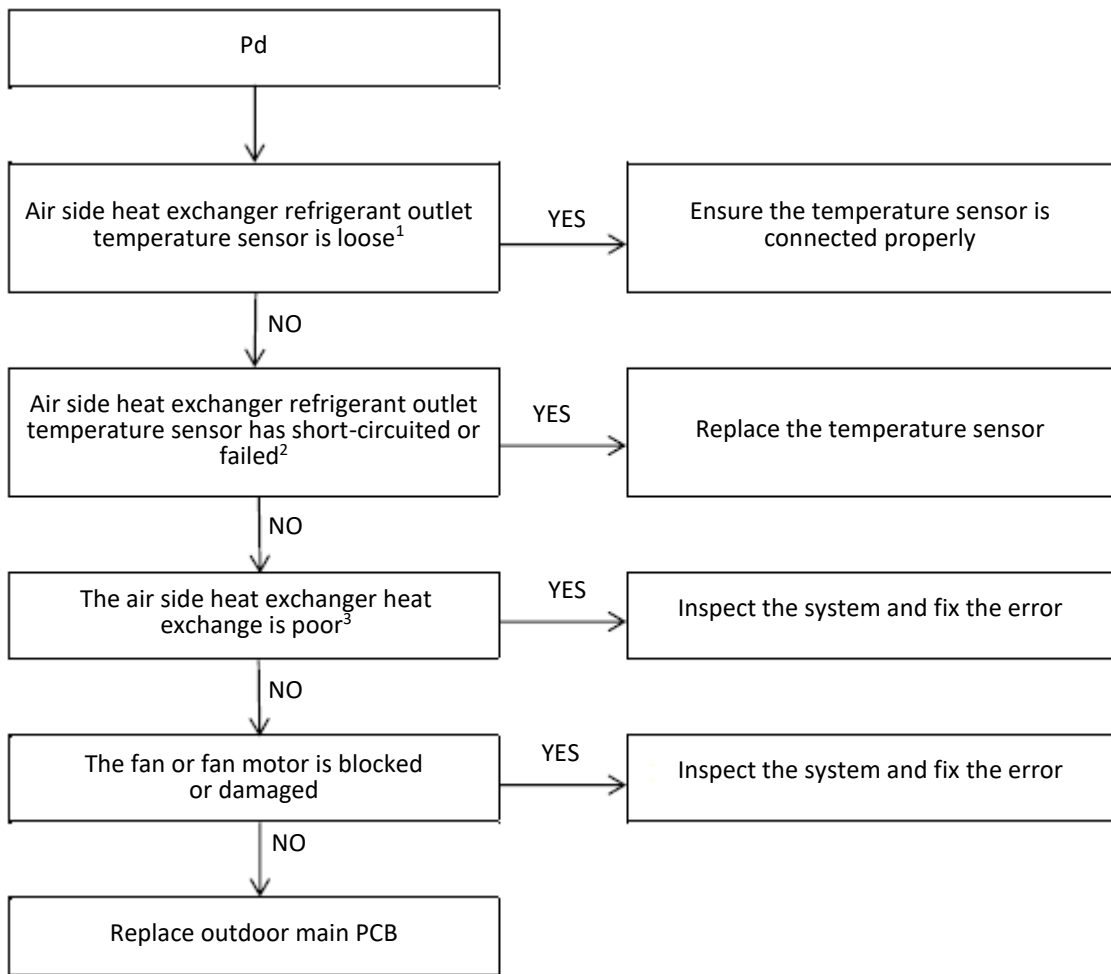 Pd
Air side heat exchanger refrigerant outlet
temperature sensor is loose¹
YES
Ensure the temperature sensor is
connected properly
NO
Air side heat exchanger refrigerant outlet
temperature sensor has short-circuited or
failed²
YES
Replace the temperature sensor
NO
The air side heat exchanger heat
exchange is poor³
YES
Inspect the system and fix the error
NO
The fan or fan motor is blocked
or damaged
YES
Inspect the system and fix the error
NO
Replace outdoor main PCB